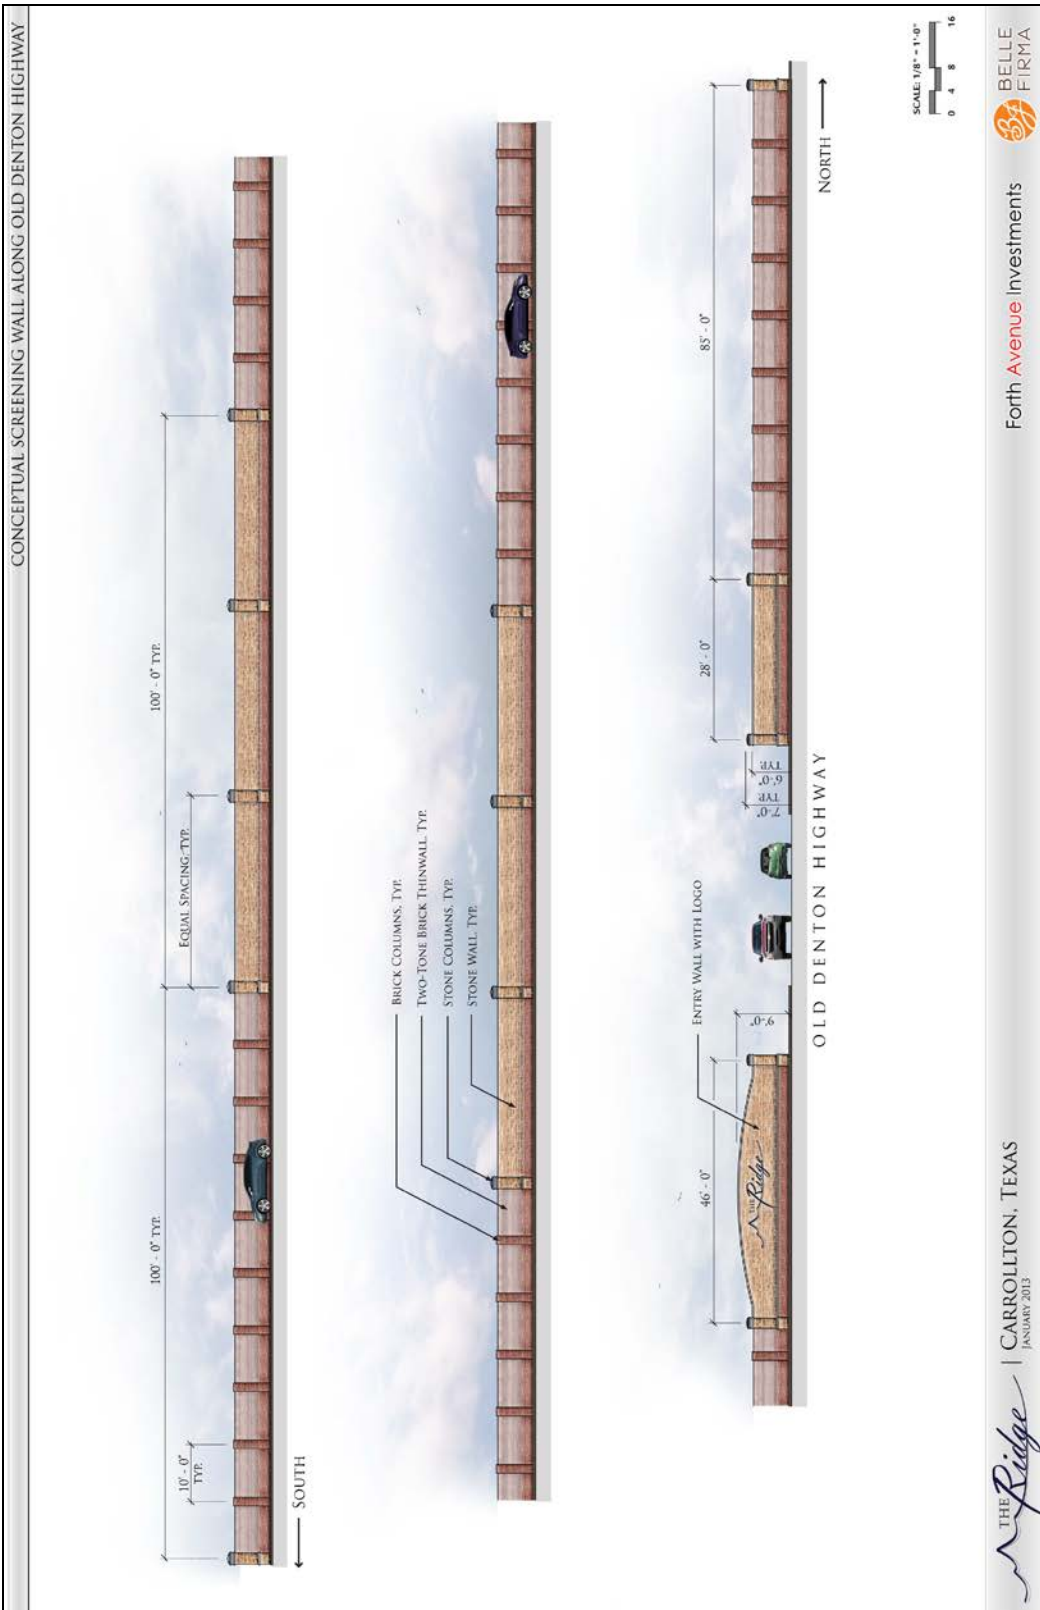 CONCEPTUAL SCREENING WALL ALONG OLD DENTON HIGHWAY
100' - 0" TYP.
100' - 0" TYP.
EQUAL SPACING, TYP.
10' - 0"
TYP.
SOUTH
BRICK COLUMNS, TYP.
TWO-TONE BRICK THINWALL, TYP.
STONE COLUMNS, TYP.
STONE WALL, TYP.
ENTRY WALL WITH LOGO
46' - 0"
9'-0"
THE Ridge
7'-0"
TYP.
6'-0"
TYP.
28' - 0"
85' - 0"
OLD DENTON HIGHWAY
NORTH
SCALE: 1/8" = 1'-0"
0 4 8 16
THE Ridge | CARROLLTON, TEXAS
JANUARY 2013
Forth Avenue Investments
Bf BELLE
FIRMA